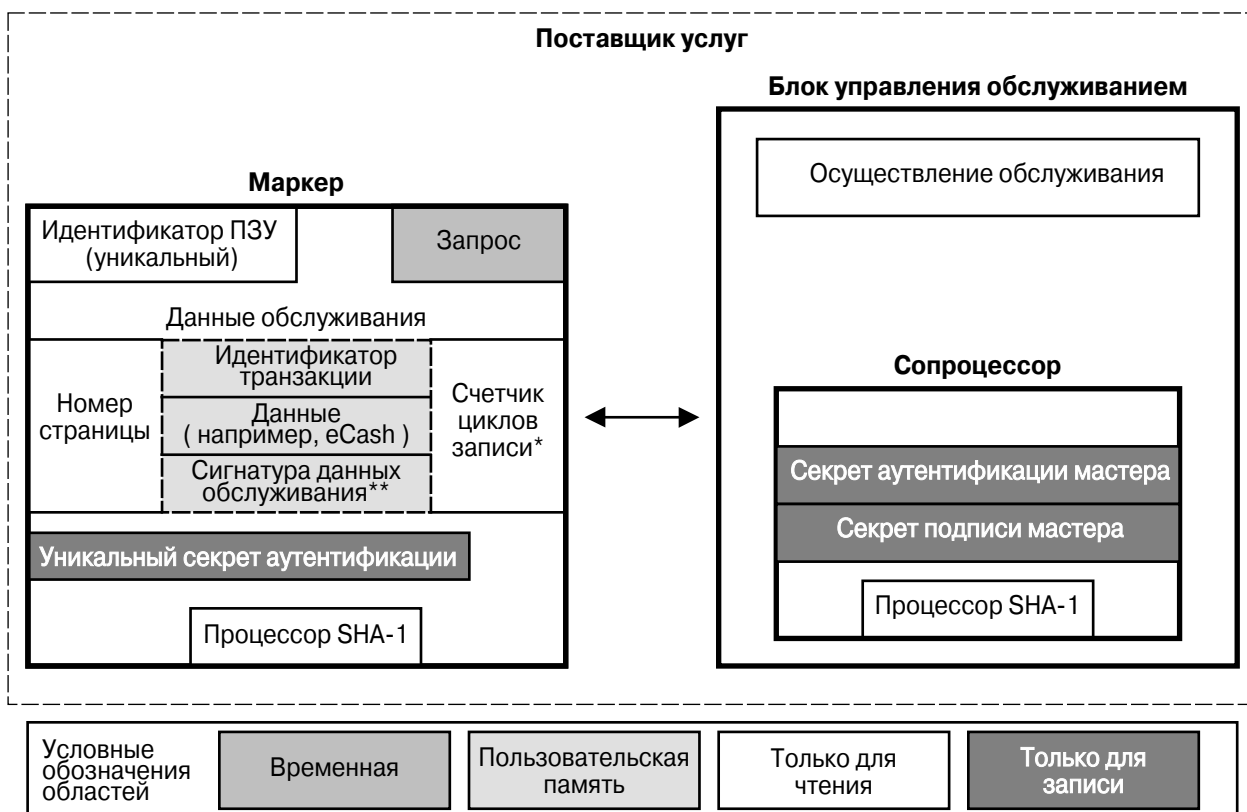 Поставщик услуг
Блок управления обслуживанием
Осуществление обслуживания
Маркер
Идентификатор ПЗУ
(уникальный)
Запрос
Данные обслуживания
Номер
страницы
Идентификатор
транзакции
Данные
( например, eCash )
Сигнатура данных
обслуживания**
Счетчик
циклов
записи*
Уникальный секрет аутентификации
Процессор SHA-1
Сопроцессор
Секрет аутентификации мастера
Секрет подписи мастера
Процессор SHA-1
Условные
обозначения
областей
Временная
Пользовательская
память
Только для
чтения
Только для
записи